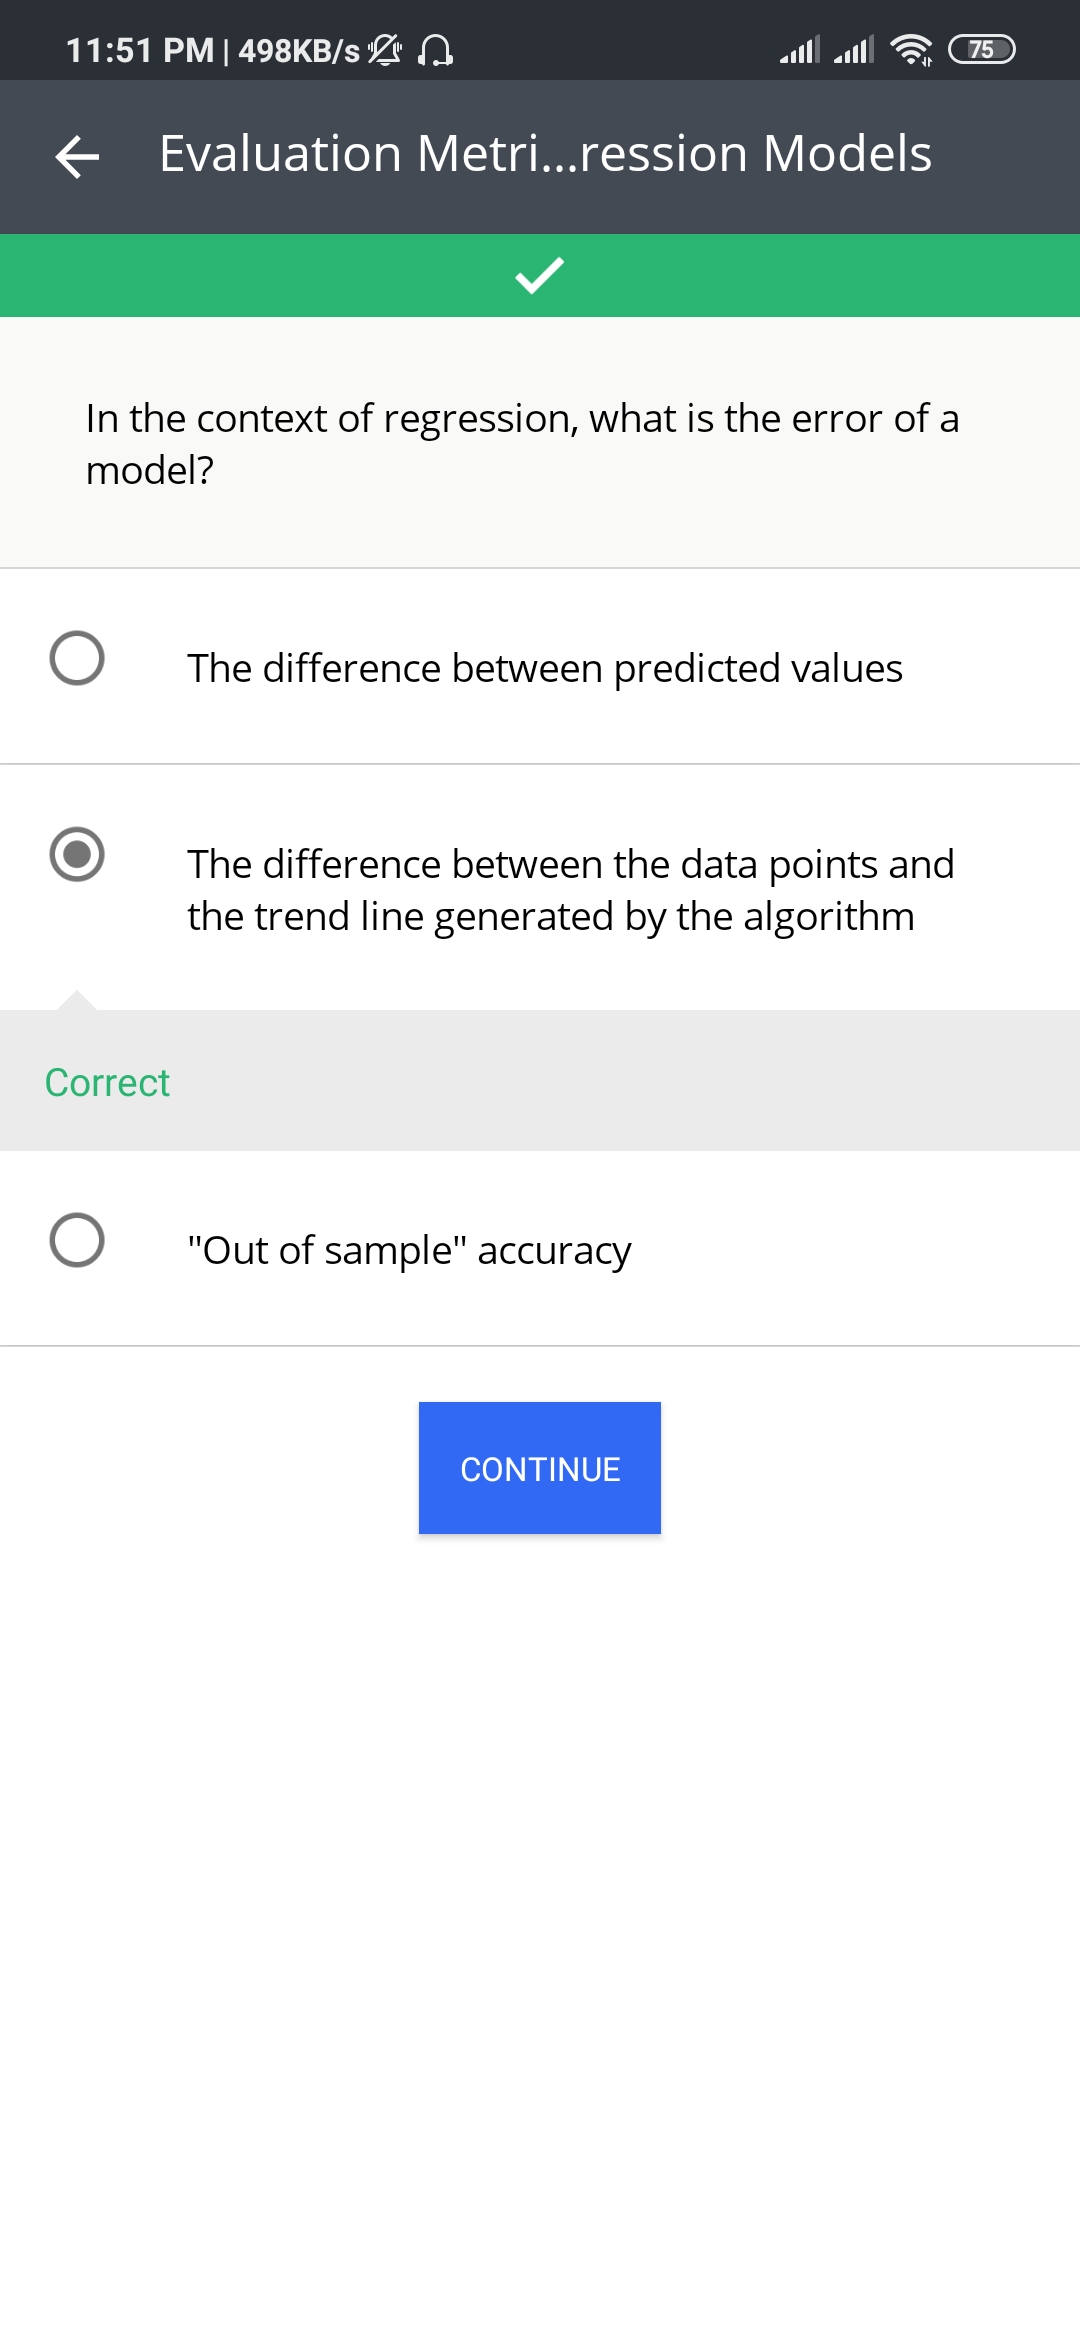 11:51 PM | 498KB/s
75
Evaluation Metri...ression Models
In the context of regression, what is the error of a
model?
The difference between predicted values
The difference between the data points and
the trend line generated by the algorithm
Correct
"Out of sample" accuracy
CONTINUE